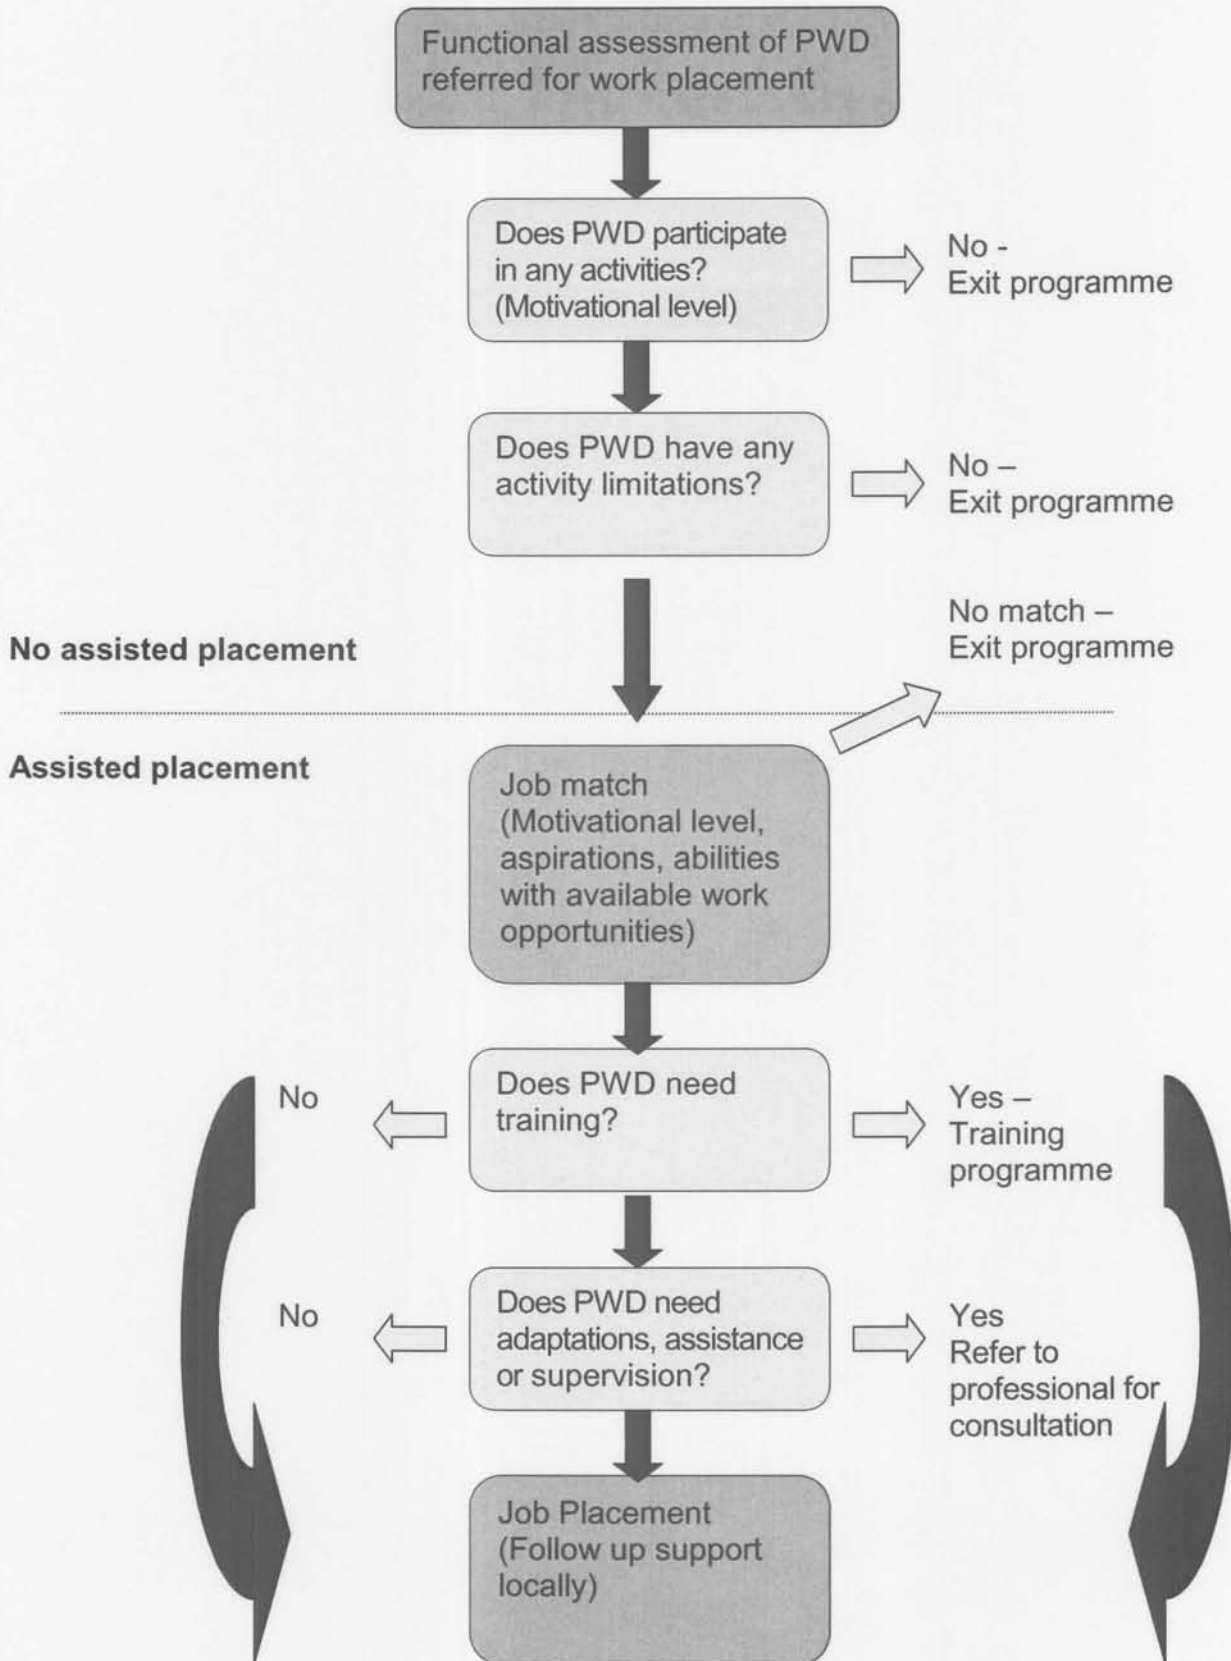 Functional assessment of PWD
referred for work placement
Does PWD participate
in any activities?
(Motivational level)
No -
Exit programme
Does PWD have any
activity limitations?
No –
Exit programme
No match –
Exit programme
No assisted placement
Assisted placement
Job match
(Motivational level,
aspirations, abilities
with available work
opportunities)
No
Does PWD need
training?
Yes –
Training
programme
No
Does PWD need
adaptations, assistance
or supervision?
Yes
Refer to
professional for
consultation
Job Placement
(Follow up support
locally)